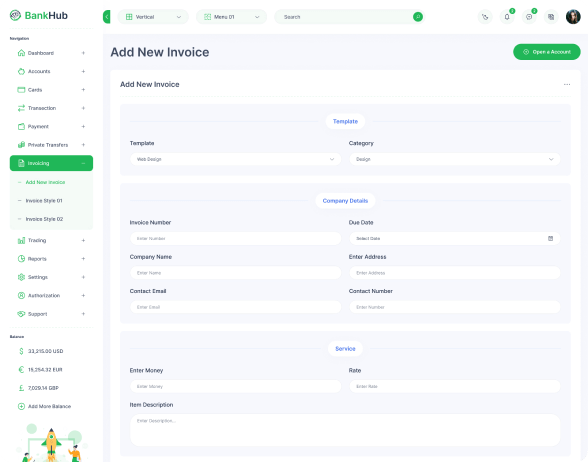 BankHub
Vertical
Menu 01
Search
Navigation
Dashboard
Accounts
Cards
Transaction
Payment
Private Transfers
Invoicing
Add New Invoice
Invoice Style 01
Invoice Style 02
Trading
Reports
Settings
Authorization
Support
Balance
33,215.00 USD
15,254.32 EUR
7,029.14 GBP
Add More Balance
Add New Invoice
Open a Account
Add New Invoice
Template
Template
Category
Web Design
Design
Company Details
Invoice Number
Due Date
Enter Number
Select Date
Company Name
Enter Address
Enter Name
Enter Address
Contact Email
Contact Number
Enter Email
Enter Number
Service
Enter Money
Rate
Enter Money
Enter Rate
Item Description
Enter Description...